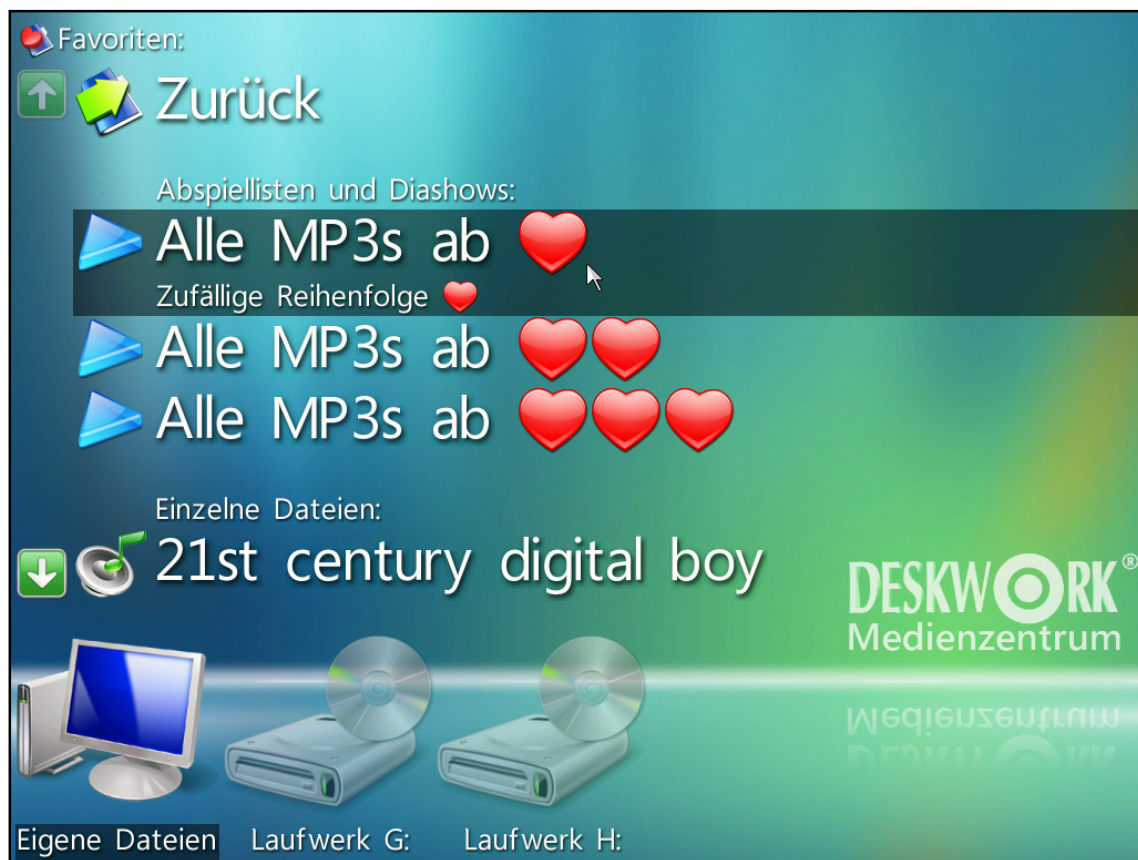 Favoriten:
Zurück
Abspiellisten und Diashows:
Alle MP3s ab
Zufällige Reihenfolge
Alle MP3s ab
Alle MP3s ab
Einzelne Dateien:
21st century digital boy
DESKWORK®
Medienzentrum
Medienzentrum
DESKWORK
Eigene Dateien
Laufwerk G:
Laufwerk H: